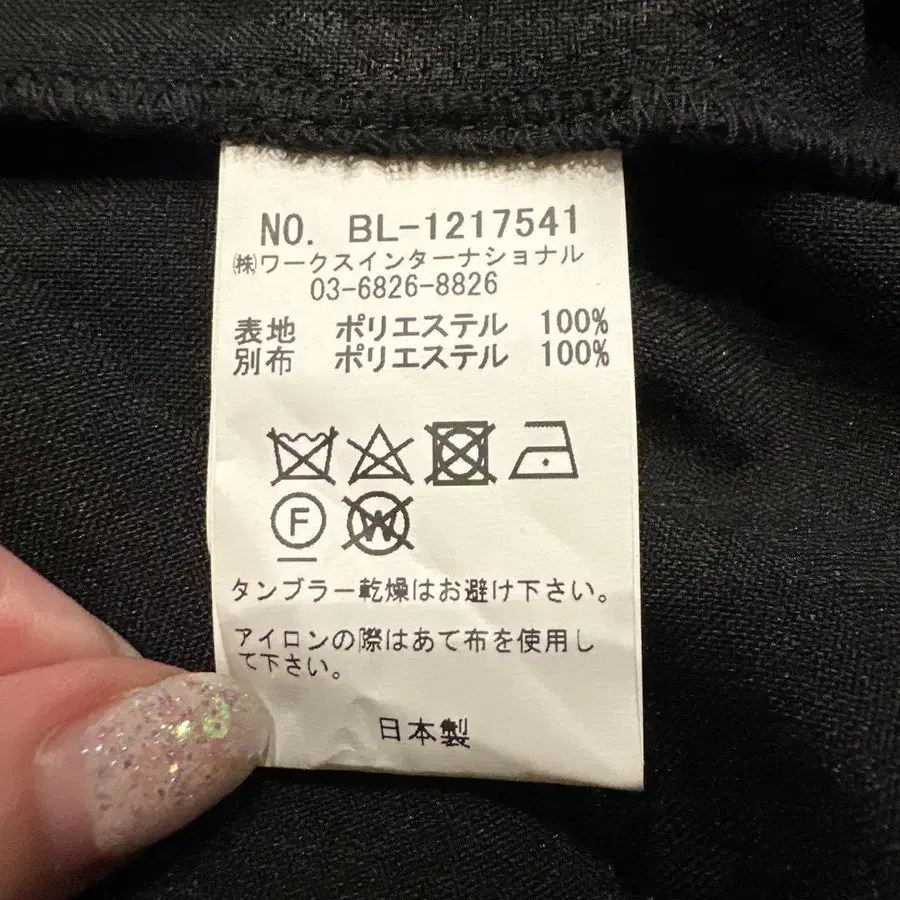 NO. BL-1217541
㈱ワークスインターナショナル
03-6826-8826
表地 ポリエステル 100%
別布 ポリエステル 100%
F W
タンブラー乾燥はお避け下さい。
アイロンの際はあて布を使用し
て下さい。
日本製